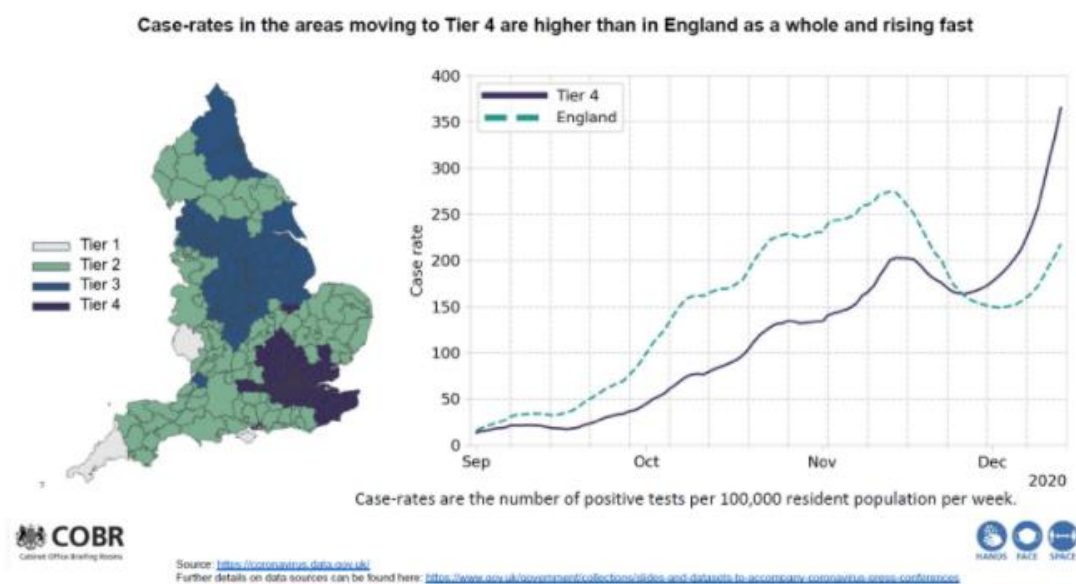 Case-rates in the areas moving to Tier 4 are higher than in England as a whole and rising fast
Tier 1
Tier 2
Tier 3
Tier 4
Case rate
400
350
300
250
200
150
100
50
0
Tier 4
England
Sep
Oct
Nov
Dec
2020
Case-rates are the number of positive tests per 100,000 resident population per week.
COBR
Cabinet Office Briefing Rooms
HANDS FACE SPACE
Source: https://coronavirus.data.gov.uk/
Further details on data sources can be found here: https://www.gov.uk/government/collections/slides-and-datasets-to-accompany-coronavirus-press-conferences